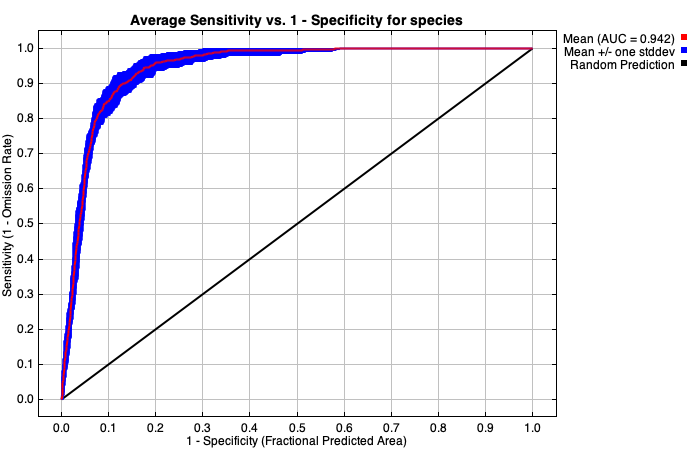 Average Sensitivity vs. 1 - Specificity for species
Mean (AUC = 0.942)
Mean +/- one stddev
Random Prediction
Sensitivity (1 - Omission Rate)
1.0
0.9
0.8
0.7
0.6
0.5
0.4
0.3
0.2
0.1
0.0
0.0 0.1 0.2 0.3 0.4 0.5 0.6 0.7 0.8 0.9 1.0
1 - Specificity (Fractional Predicted Area)